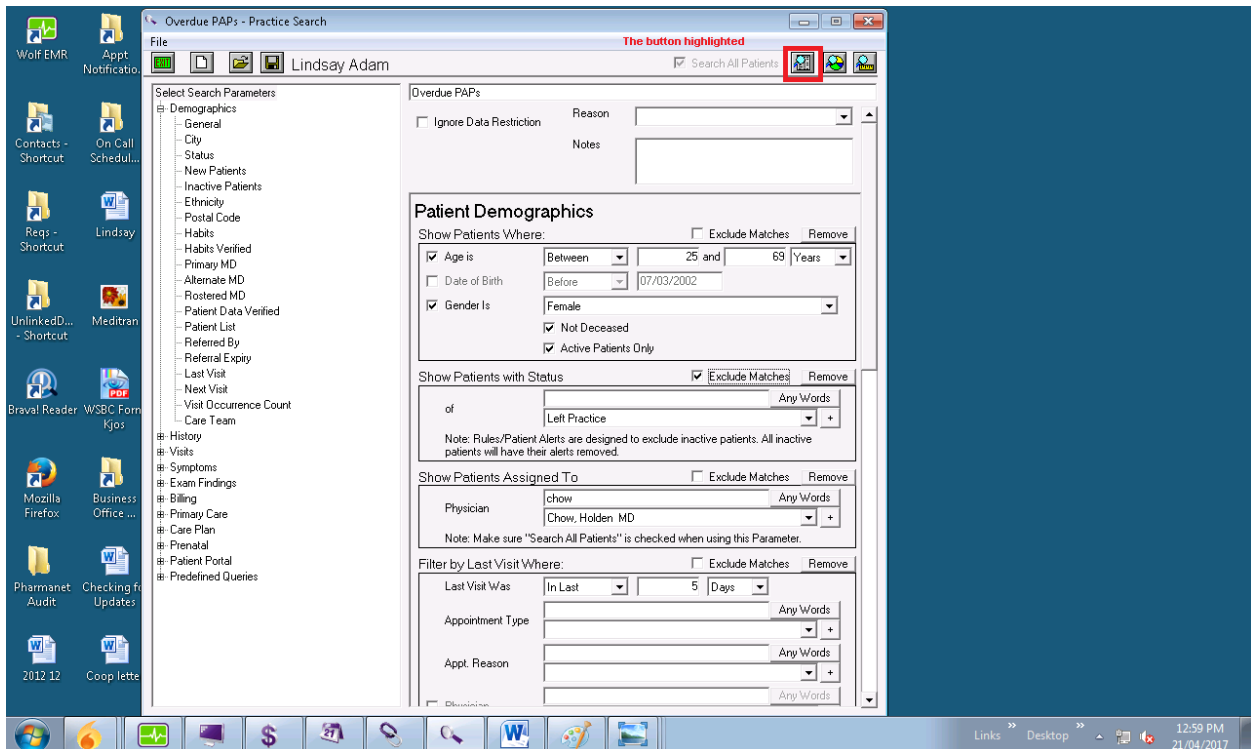 Wolf EMR
Appt
Notificatio...
Contacts -
Shortcut
On Call
Schedul...
Reqs -
Shortcut
Lindsay
UnlinkedD...
- Shortcut
Meditran
Brava! Reader
WSBC Forn
Kjos
Mozilla
Firefox
Business
Office ...
Pharmanet
Audit
Checking fo
Updates
2012 12
Coop lette
Overdue PAPs - Practice Search
File
The button highlighted
EXIT
Lindsay Adam
Search All Patients
Select Search Parameters
Demographics
General
City
Status
New Patients
Inactive Patients
Ethnicity
Postal Code
Habits
Habits Verified
Primary MD
Alternate MD
Rostered MD
Patient Data Verified
Patient List
Referred By
Referral Expiry
Last Visit
Next Visit
Visit Occurrence Count
Care Team
History
Visits
Symptoms
Exam Findings
Billing
Primary Care
Care Plan
Prenatal
Patient Portal
Predefined Queries
Overdue PAPs
Ignore Data Restriction
Reason
Notes
Patient Demographics
Show Patients Where: Exclude Matches Remove
Age is Between 25 and 69 Years
Date of Birth Before 07/03/2002
Gender Is Female
Not Deceased
Active Patients Only
Show Patients with Status Exclude Matches Remove
Any Words
of
Left Practice +
Note: Rules/Patient Alerts are designed to exclude inactive patients. All inactive
patients will have their alerts removed.
Show Patients Assigned To Exclude Matches Remove
chow Any Words
Physician
Chow, Holden MD +
Note: Make sure "Search All Patients" is checked when using this Parameter.
Filter by Last Visit Where: Exclude Matches Remove
Last Visit Was In Last 5 Days
Any Words
Appointment Type
+
Any Words
Appt. Reason
+
Physician Any Words
Links » Desktop »
12:59 PM
21/04/2017